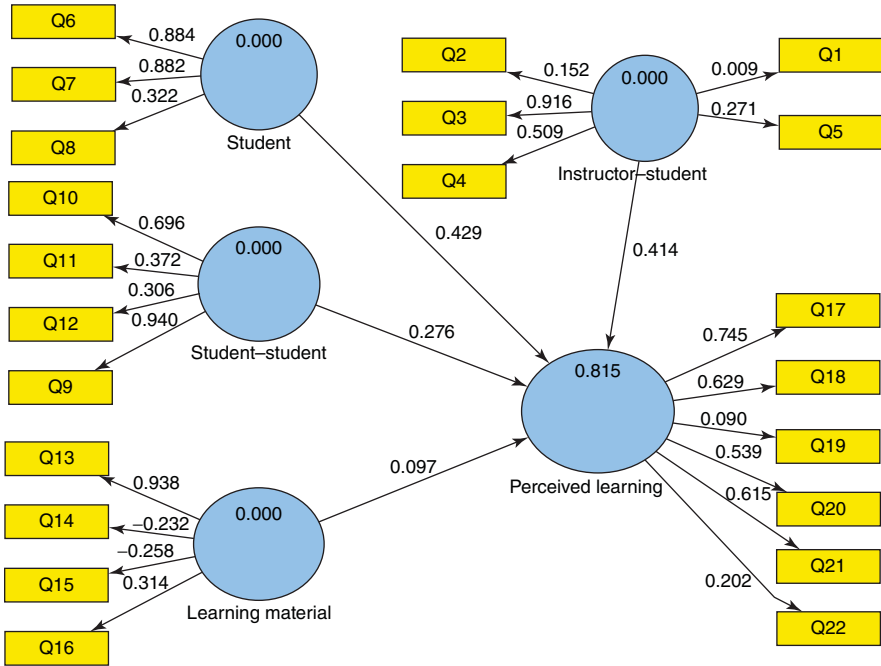 Q6
0.884
Q7
0.882
Q8
0.322
0.000
Student
Q2
0.152
Q3
0.916
Q4
0.509
0.000
Instructor–student
0.009
Q1
0.271
Q5
Q10
0.696
Q11
0.372
Q12
0.306
Q9
0.940
0.000
Student–student
0.429
0.414
0.276
0.097
Q13
0.938
Q14
−0.232
Q15
−0.258
Q16
0.314
0.000
Learning material
0.815
Perceived learning
0.745
Q17
0.629
Q18
0.090
Q19
0.539
Q20
0.615
Q21
0.202
Q22